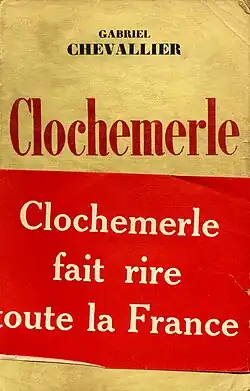 GABRIEL
CHEVALLIER
Clochemerle
Clochemerle
fait rire
toute la France